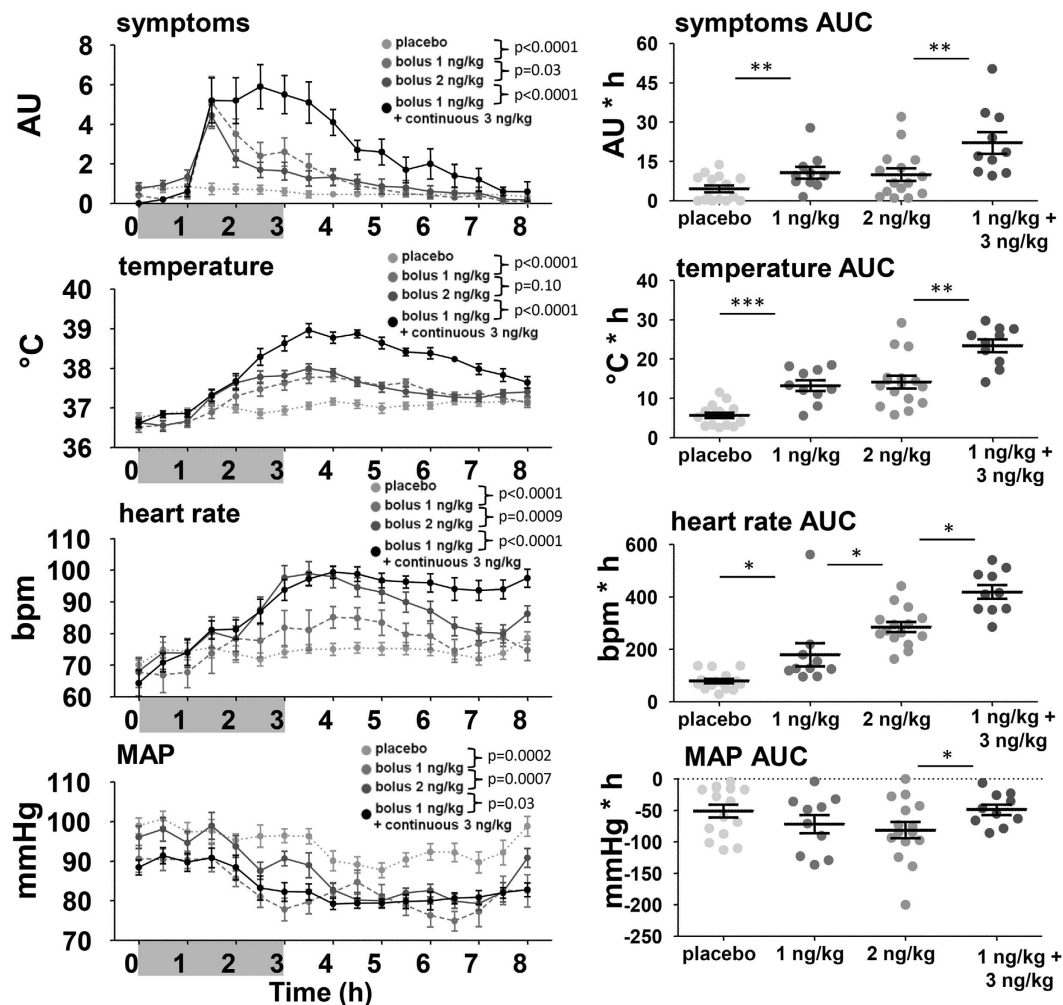 symptoms
AU
8
6
4
2
0
0 1 2 3 4 5 6 7 8
placebo
bolus 1 ng/kg
bolus 2 ng/kg
bolus 1 ng/kg
+ continuous 3 ng/kg
p<0.0001
p=0.03
p<0.0001
symptoms AUC
AU * h
60
45
30
15
0
placebo 1 ng/kg 2 ng/kg 1 ng/kg +
3 ng/kg
** **
temperature
°C
40
39
38
37
36
0 1 2 3 4 5 6 7 8
placebo
bolus 1 ng/kg
bolus 2 ng/kg
bolus 1 ng/kg
+ continuous 3 ng/kg
p<0.0001
p=0.10
p<0.0001
temperature AUC
°C * h
40
30
20
10
0
placebo 1 ng/kg 2 ng/kg 1 ng/kg +
3 ng/kg
*** **
heart rate
bpm
110
100
90
80
70
60
0 1 2 3 4 5 6 7 8
placebo
bolus 1 ng/kg
bolus 2 ng/kg
bolus 1 ng/kg
+ continuous 3 ng/kg
p<0.0001
p=0.0009
p<0.0001
heart rate AUC
bpm * h
600
400
200
0
placebo 1 ng/kg 2 ng/kg 1 ng/kg +
3 ng/kg
* * *
MAP
mmHg
110
100
90
80
70
0 1 2 3 4 5 6 7 8
Time (h)
placebo
bolus 1 ng/kg
bolus 2 ng/kg
bolus 1 ng/kg
+ continuous 3 ng/kg
p=0.0002
p=0.0007
p=0.03
MAP AUC
mmHg * h
0
-50
-100
-150
-200
-250
placebo 1 ng/kg 2 ng/kg 1 ng/kg +
3 ng/kg
*